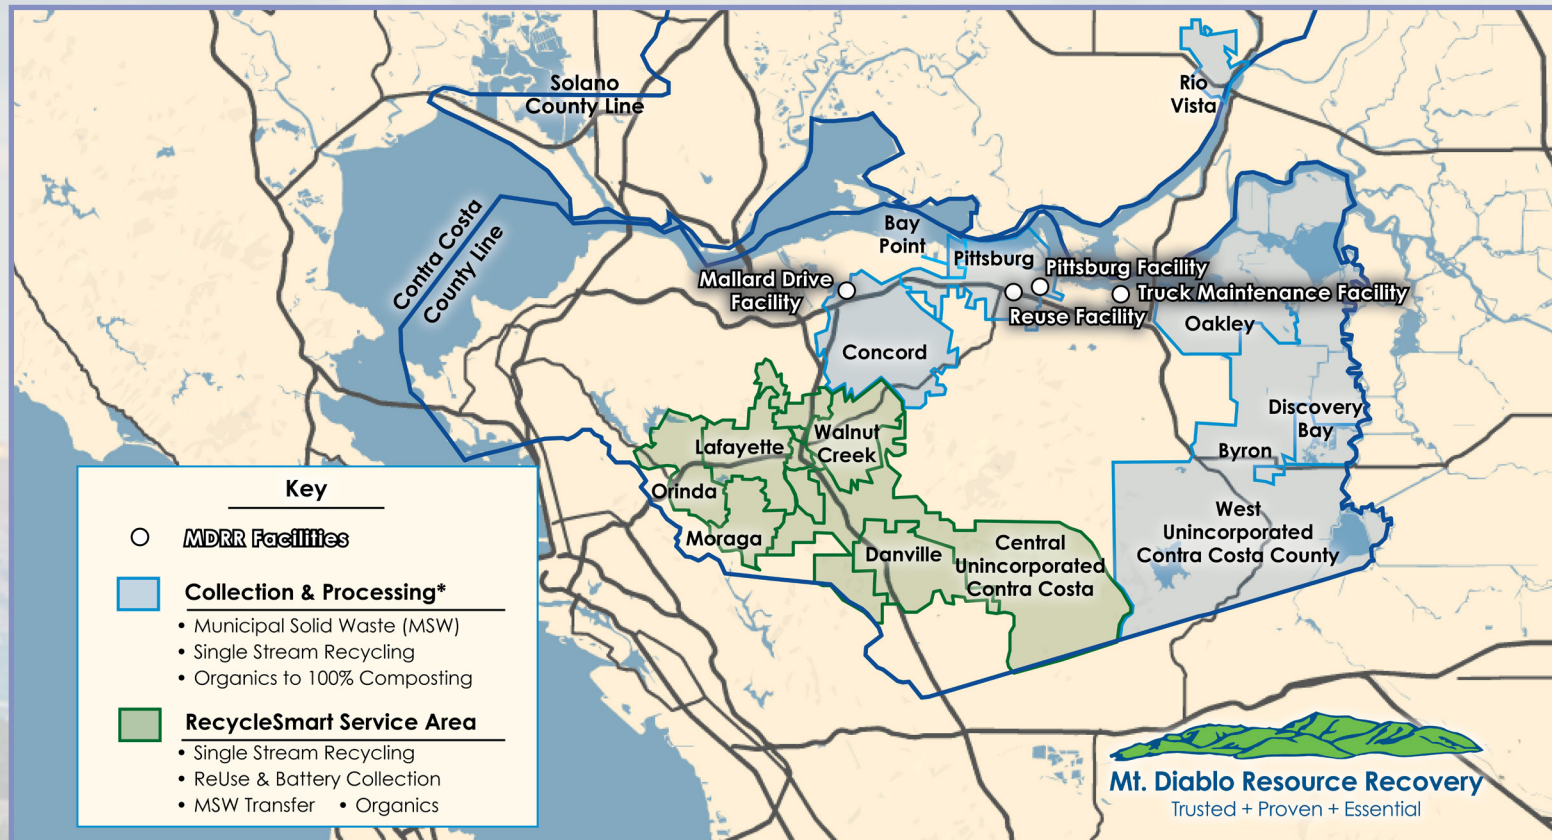 Solano
County Line
Rio
Vista
Contra Costa
County Line
Bay
Point
Pittsburg
Mallard Drive
Facility
Pittsburg Facility
Truck Maintenance Facility
Reuse Facility
Oakley
Concord
Discovery
Bay
Byron
Lafayette
Walnut
Creek
Orinda
Moraga
Danville
Central
Unincorporated
Contra Costa
West
Unincorporated
Contra Costa County
Key
MDRR Facilities
Collection & Processing*
• Municipal Solid Waste (MSW)
• Single Stream Recycling
• Organics to 100% Composting
RecycleSmart Service Area
• Single Stream Recycling
• ReUse & Battery Collection
• MSW Transfer • Organics
Mt. Diablo Resource Recovery
Trusted + Proven + Essential